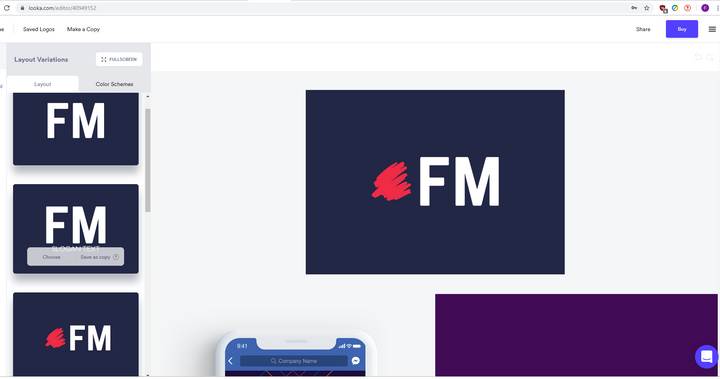 looka.com/editor/40949152
Saved Logos
Make a Copy
Share
Buy
Layout Variations
FULLSCREEN
Layout
Color Schemes
FM
FM
SLOGAN TEXT
Choose
Save as copy
?
FM
FM
9:41
Company Name